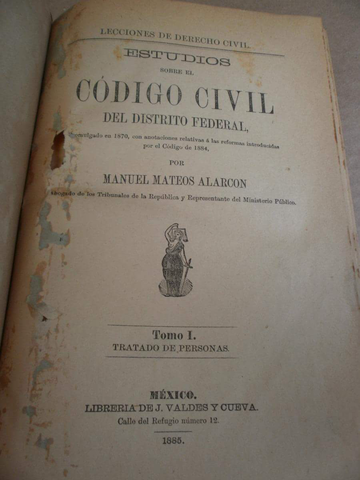 LECCIONES DE DERECHO CIVIL.
ESTUDIOS
SOBRE EL
CÓDIGO CIVIL
DEL DISTRITO FEDERAL,
promulgado en 1870, con anotaciones relativas á las reformas introducidas
por el Código de 1884,
POR
MANUEL MATEOS ALARCON
Abogado de los Tribunales de la República y Representante del Ministerio Público.
Tomo I.
TRATADO DE PERSONAS.
MÉXICO.
LIBRERIA DE J. VALDES Y CUEVA.
Calle del Refugio número 12.
1885.